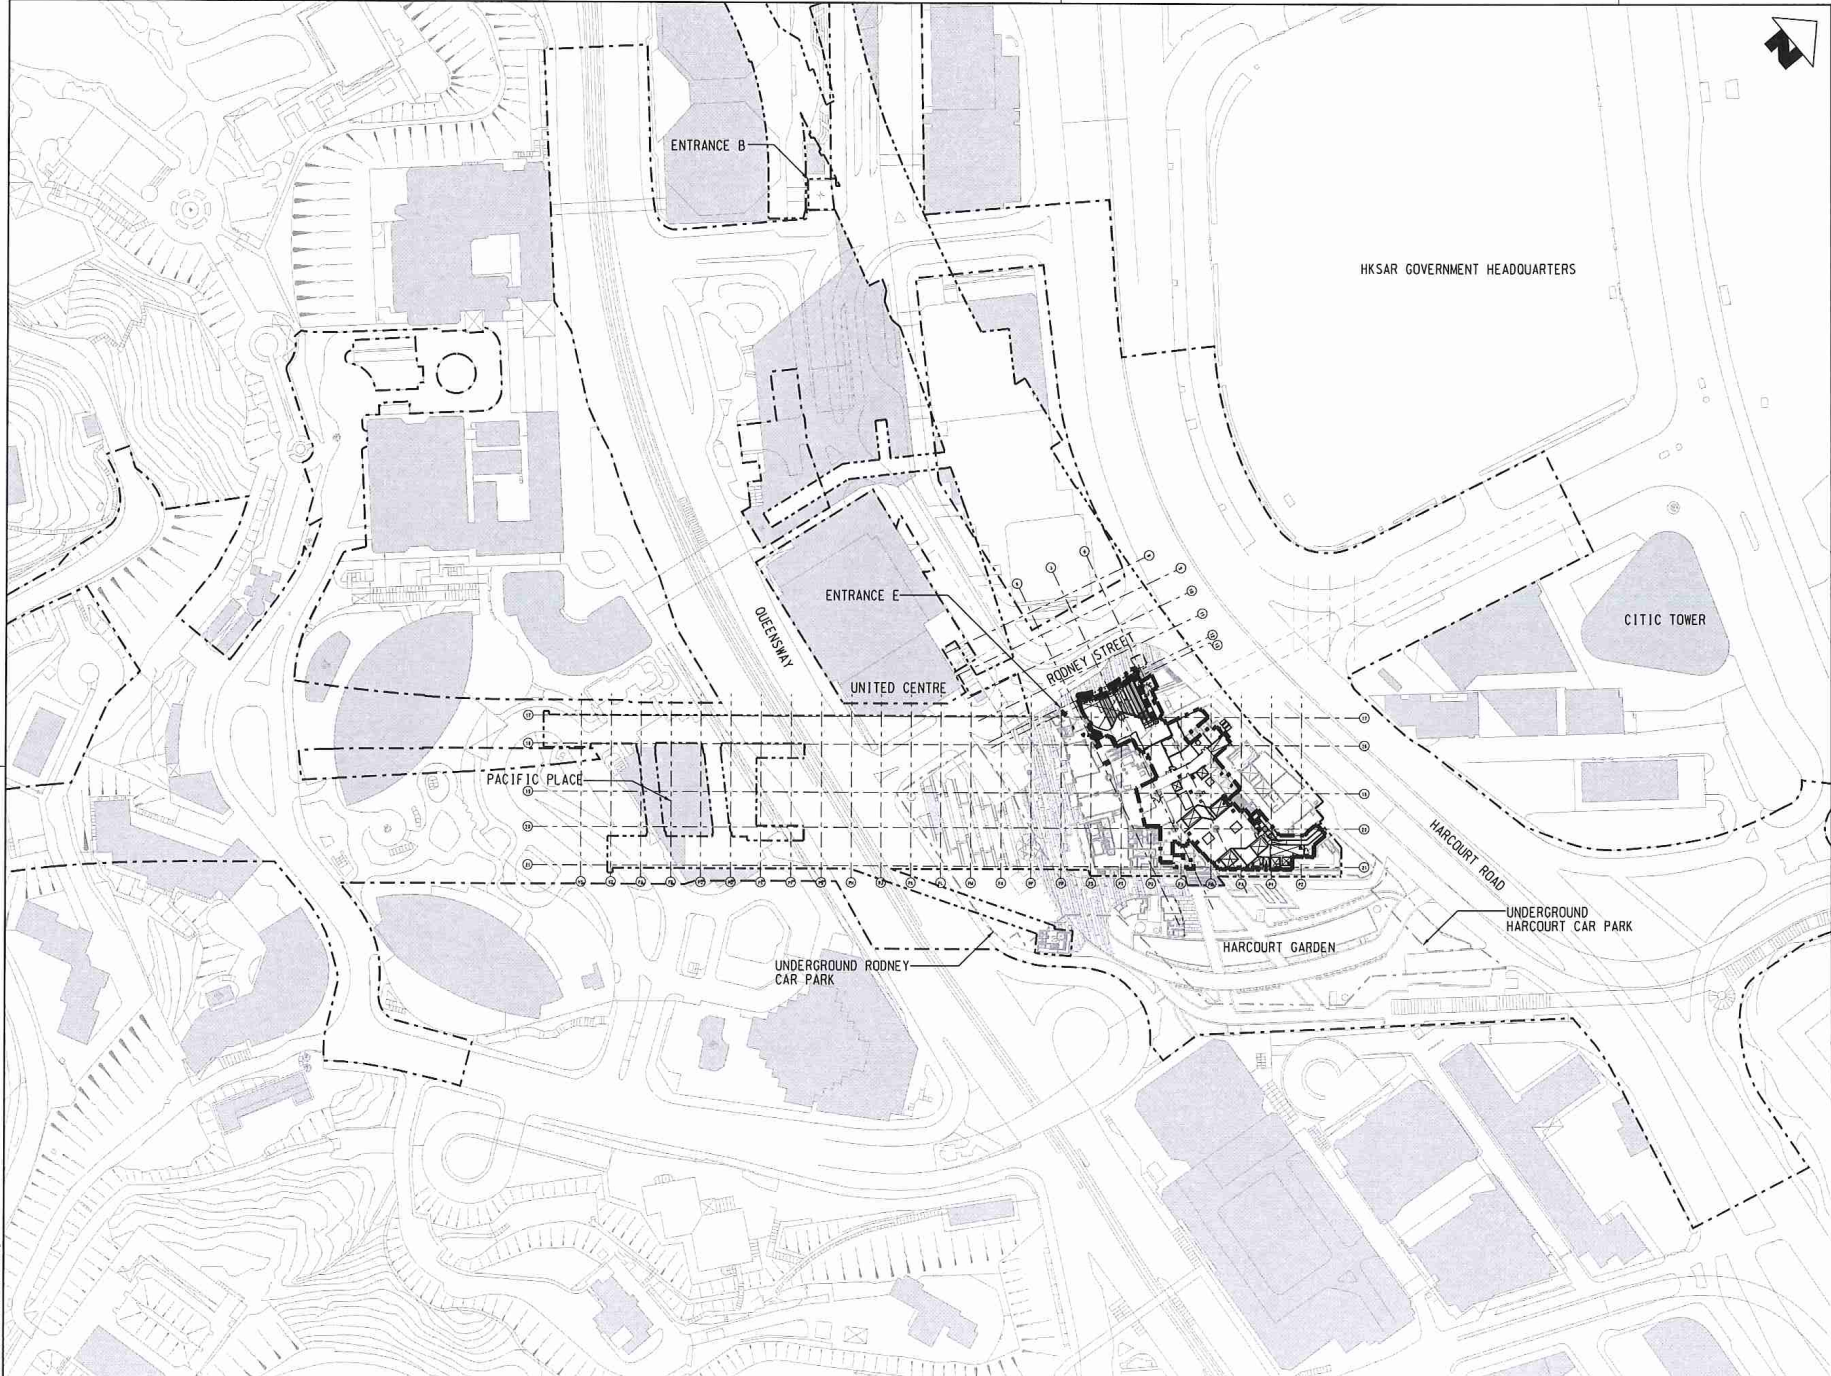 N
ENTRANCE B
HKSAR GOVERNMENT HEADQUARTERS
ENTRANCE E
QUEENSWAY
CITIC TOWER
RODNEY STREET
UNITED CENTRE
PACIFIC PLACE
HARCOURT ROAD
UNDERGROUND
HARCOURT CAR PARK
HARCOURT GARDEN
UNDERGROUND RODNEY
CAR PARK